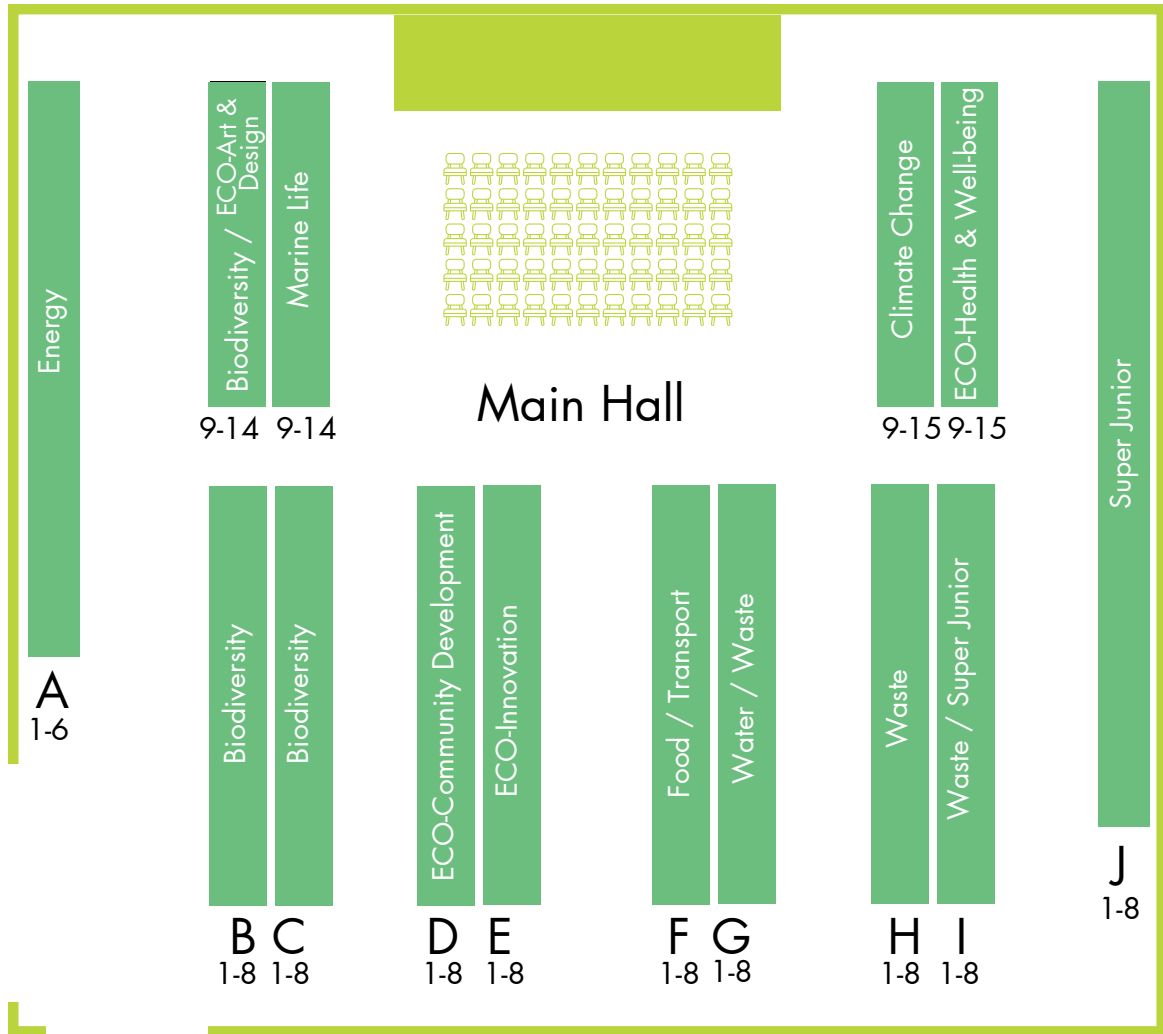 Energy
Biodiversity / ECO-Art &
Design
Marine Life
Climate Change
ECO-Health & Well-being
Super Junior
9-14
9-14
Main Hall
9-15
9-15
Biodiversity
Biodiversity
ECO-Community Development
ECO-Innovation
Food / Transport
Water / Waste
Waste
Waste / Super Junior
A
1-6
J
1-8
B C D E F G H I
1-8 1-8 1-8 1-8 1-8 1-8 1-8 1-8